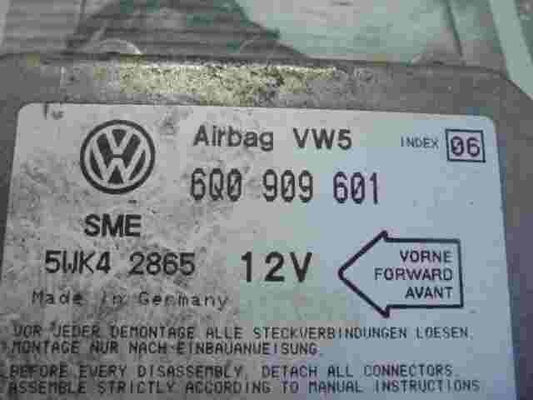 Airbag VW5 INDEX 06
6Q0 909 601
SME
5WK4 2865 12V
VORNE
FORWARD
AVANT
Made in Germany
VOR JEDER DEMONTAGE ALLE STECKVERBINDUNGEN LOESEN.
MONTAGE NUR NACH EINBAUANWEISUNG.
BEFORE EVERY DISASSEMBLY, DETACH ALL CONNECTORS.
ASSEMBLE STRICTLY ACCORDING TO MANUAL INSTRUCTIONS